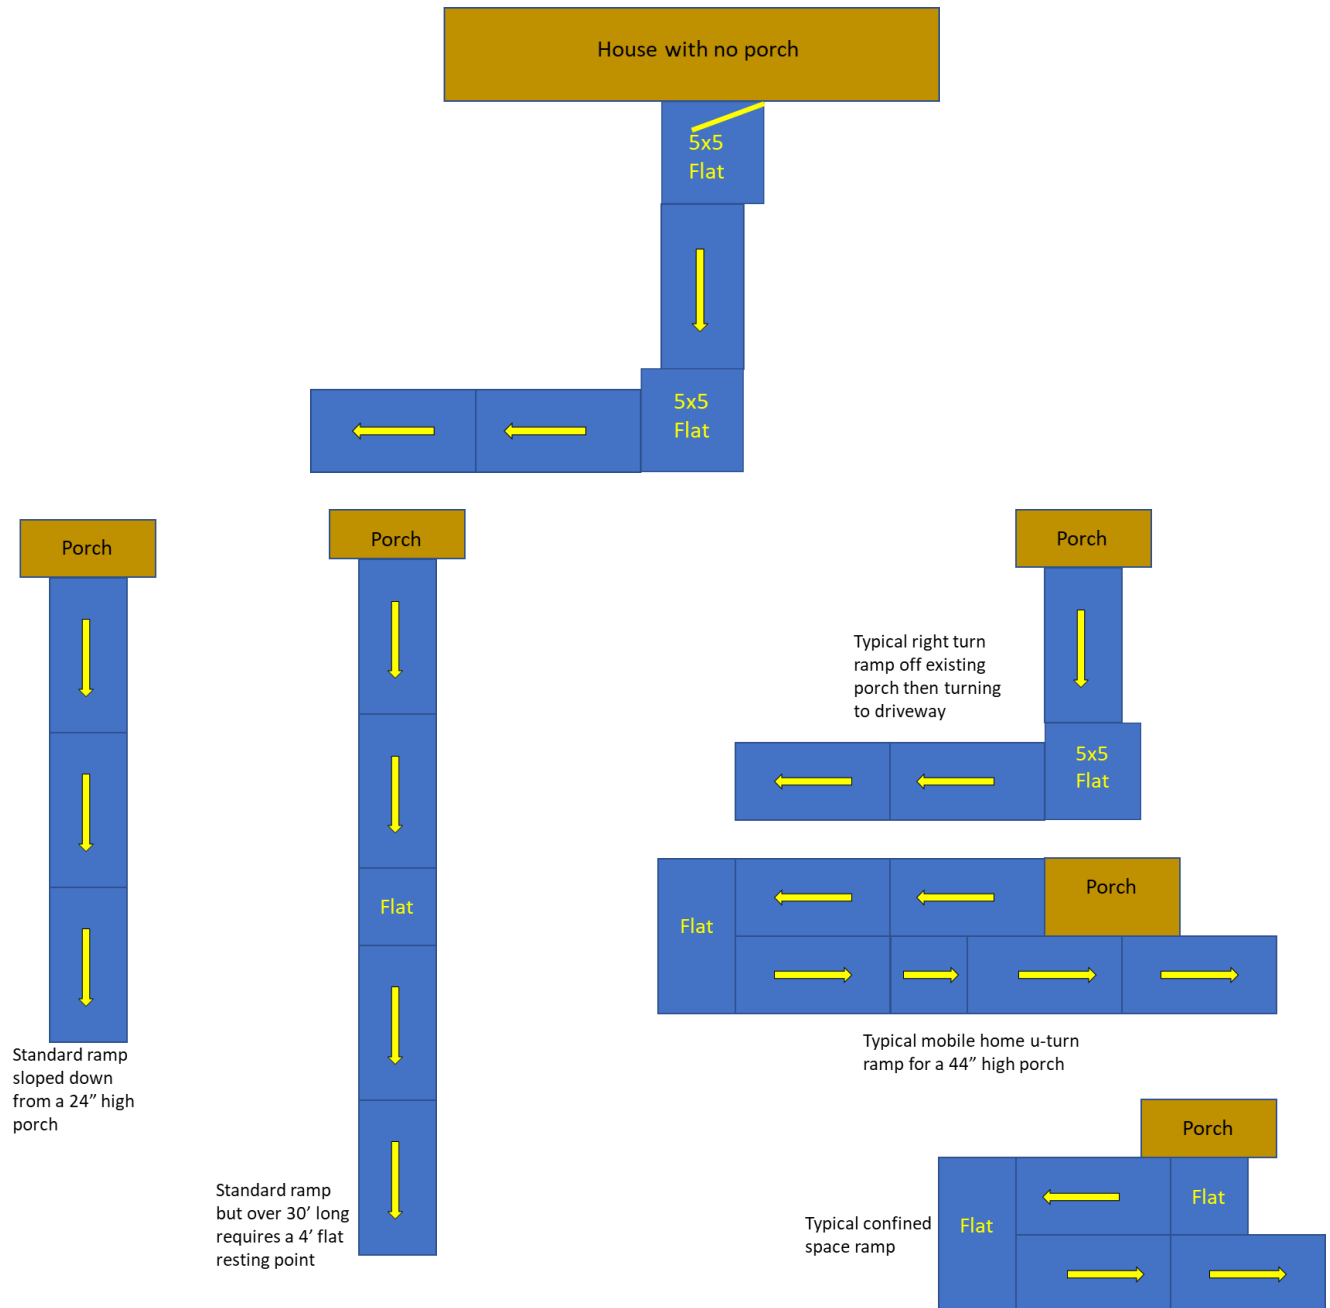 House with no porch
5x5
Flat
5x5
Flat
Porch
Standard ramp
sloped down
from a 24” high
porch
Porch
Flat
Standard ramp
but over 30’ long
requires a 4’ flat
resting point
Porch
Typical right turn
ramp off existing
porch then turning
to driveway
5x5
Flat
Porch
Flat
Typical mobile home u-turn
ramp for a 44” high porch
Porch
Flat
Flat
Typical confined
space ramp